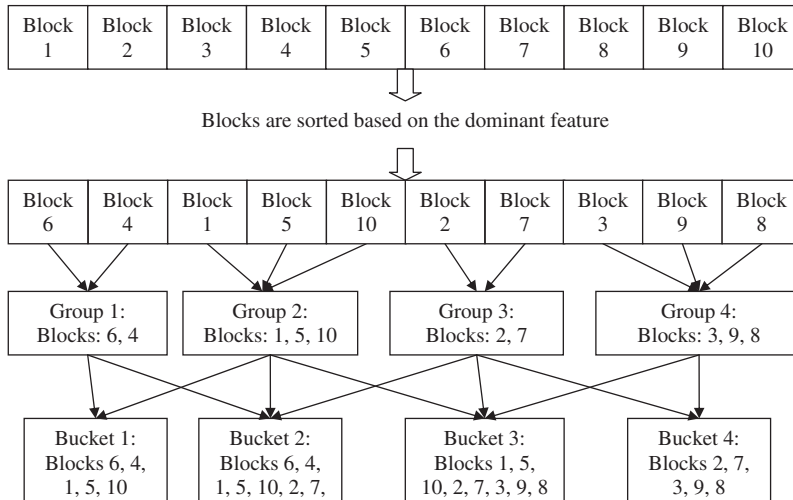 Block Block Block Block Block Block Block Block Block Block
1 2 3 4 5 6 7 8 9 10
Blocks are sorted based on the dominant feature
Block Block Block Block Block Block Block Block Block Block
6 4 1 5 10 2 7 3 9 8
Group 1:
Blocks: 6, 4
Group 2:
Blocks: 1, 5, 10
Group 3:
Blocks: 2, 7
Group 4:
Blocks: 3, 9, 8
Bucket 1:
Blocks 6, 4,
1, 5, 10
Bucket 2:
Blocks 6, 4,
1, 5, 10, 2, 7,
Bucket 3:
Blocks 1, 5,
10, 2, 7, 3, 9, 8
Bucket 4:
Blocks 2, 7,
3, 9, 8